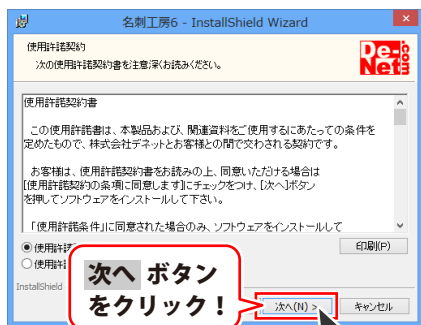 名刺工房6 - InstallShield Wizard
使用許諾契約
次の使用許諾契約書を注意深くお読みください。
De-Net.com
使用許諾契約書
この使用許諾書は、本製品および、関連資料をご使用するにあたっての条件を
定めたもので、株式会社デネットとお客様との間で交わされる契約です。
お客様は、使用許諾契約書をお読みの上、同意いただける場合は
[使用許諾契約の条項に同意します]にチェックをつけ、[次へ]ボタン
を押してソフトウェアをインストールして下さい。
「使用許諾条件」に同意された場合のみ、ソフトウェアをインストールして
使用許諾
印刷(P)
使用許
InstallShield
次へ ボタン
をクリック！
次へ(N) >
キャンセル